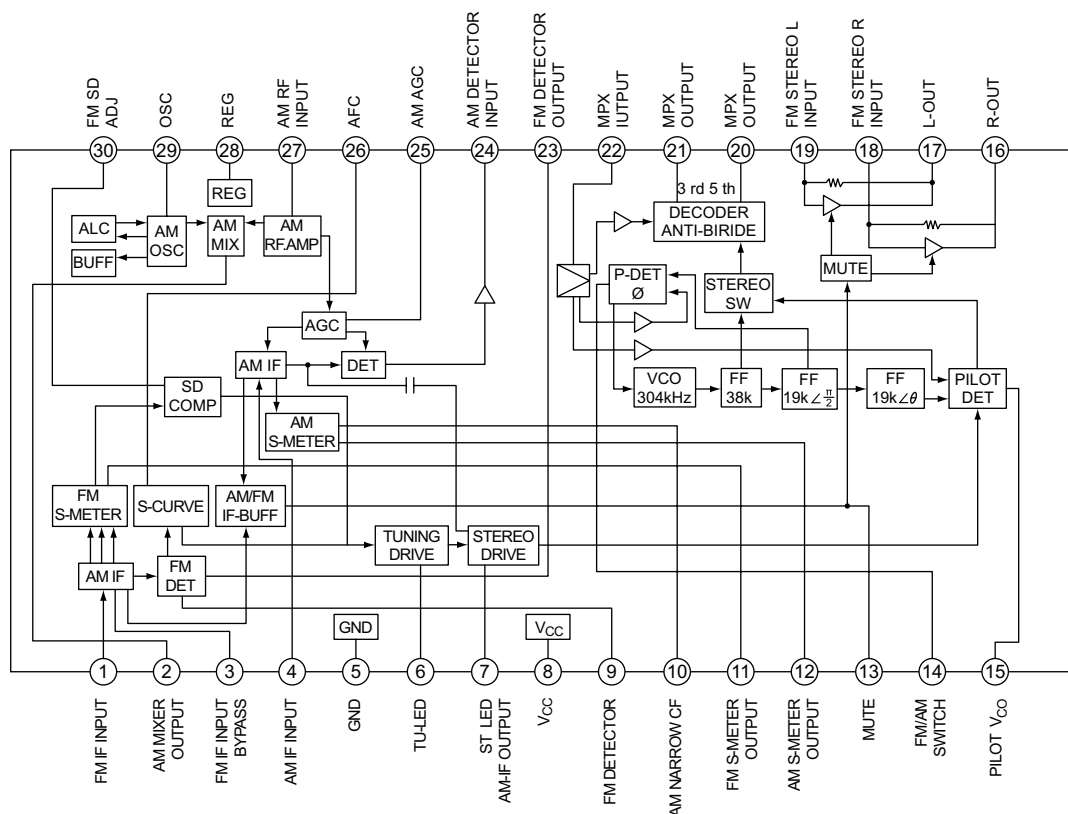 FM SD
ADJ
OSC
REG
AM RF
INPUT
AFC
AM AGC
AM DETECTOR
INPUT
FM DETECTOR
OUTPUT
MPX
IUTPUT
MPX
OUTPUT
MPX
OUTPUT
FM STEREO L
INPUT
FM STEREO R
INPUT
L-OUT
R-OUT
30
29
28
27
26
25
24
23
22
21
20
19
18
17
16
REG
3 rd 5 th
ALC
AM
OSC
AM
MIX
AM
RF.AMP
DECODER
ANTI-BIRIDE
BUFF
P-DET
Ø
STEREO
SW
MUTE
AGC
AM IF
DET
SD
COMP
VCO
304kHz
FF
38k
FF
19k∠π/2
FF
19k∠θ
PILOT
DET
AM
S-METER
FM
S-METER
S-CURVE
AM/FM
IF-BUFF
TUNING
DRIVE
STEREO
DRIVE
AM IF
FM
DET
GND
VCC
1
2
3
4
5
6
7
8
9
10
11
12
13
14
15
FM IF INPUT
AM MIXER
OUTPUT
FM IF INPUT
BYPASS
AM IF INPUT
GND
TU-LED
ST LED
AM-IF OUTPUT
VCC
FM DETECTOR
AM NARROW CF
FM S-METER
OUTPUT
AM S-METER
OUTPUT
MUTE
FM/AM
SWITCH
PILOT VCO